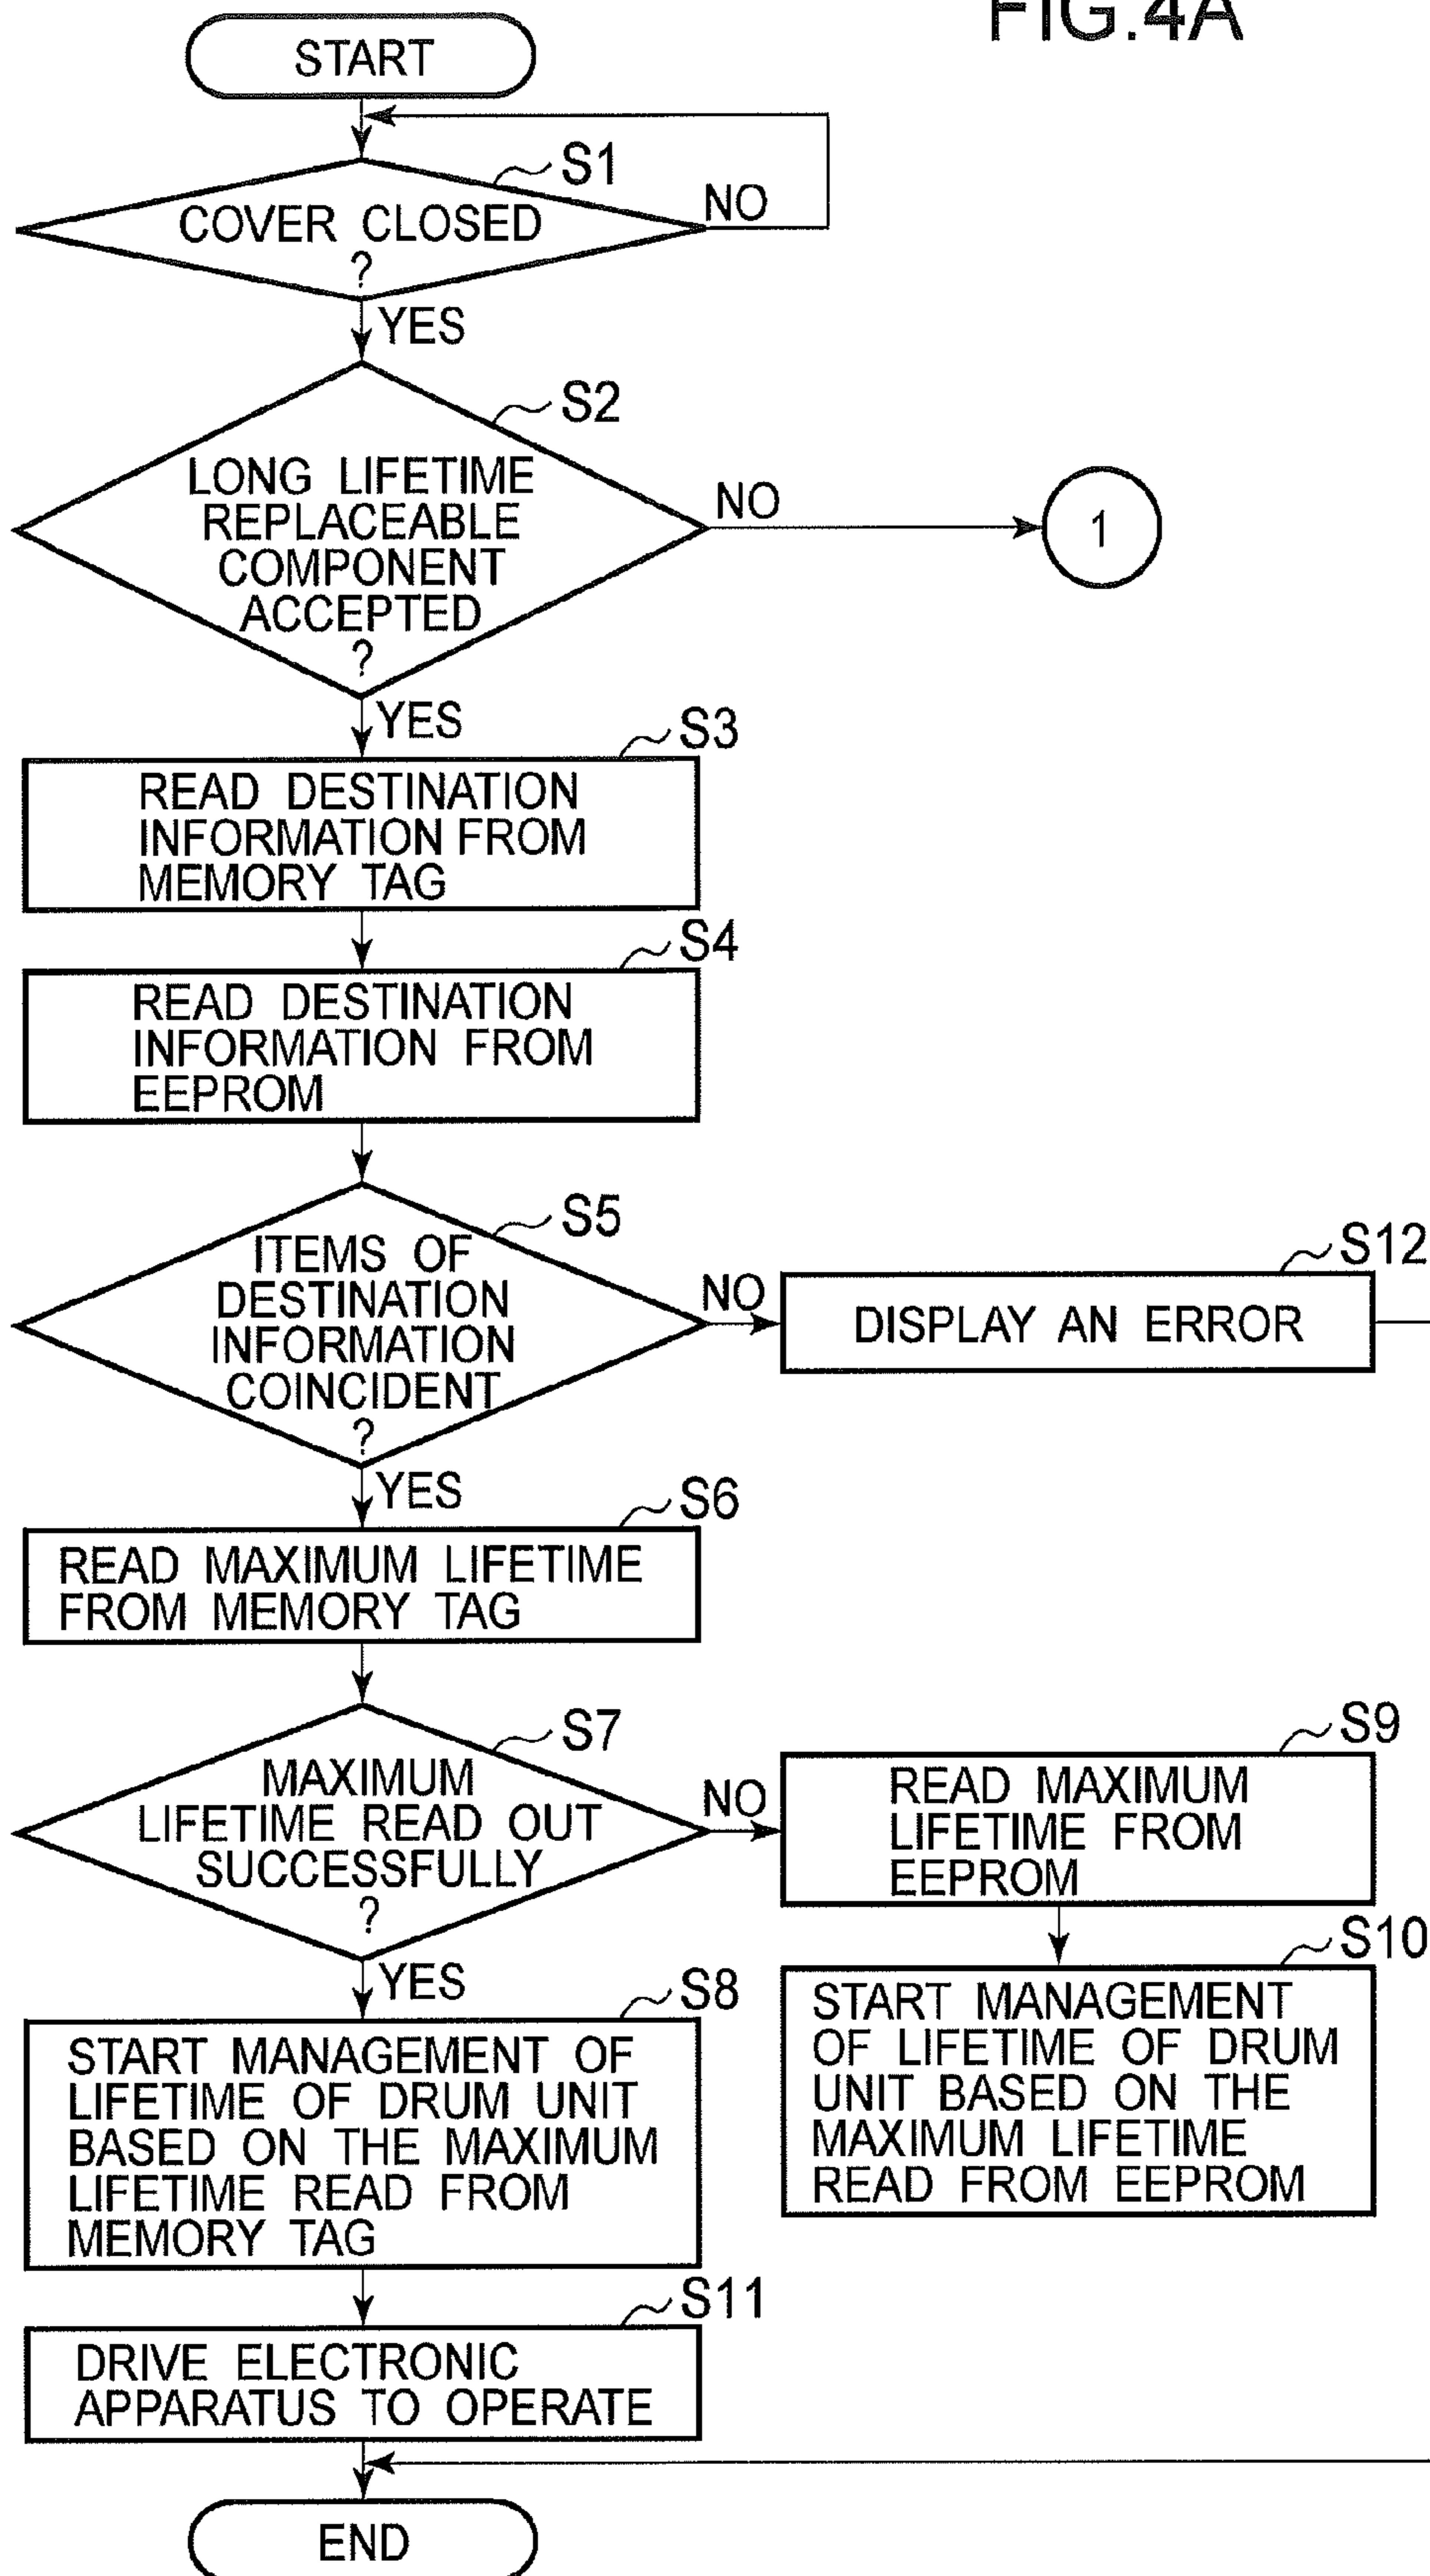 FIG.4A
START
S1
COVER CLOSED
?
NO
YES
S2
LONG LIFETIME
REPLACEABLE
COMPONENT
ACCEPTED
?
NO
1
YES
S3
READ DESTINATION
INFORMATION FROM
MEMORY TAG
S4
READ DESTINATION
INFORMATION FROM
EEPROM
S5
ITEMS OF
DESTINATION
INFORMATION
COINCIDENT
?
NO
S12
DISPLAY AN ERROR
YES
S6
READ MAXIMUM LIFETIME
FROM MEMORY TAG
S7
MAXIMUM
LIFETIME READ OUT
SUCCESSFULLY
?
NO
S9
READ MAXIMUM
LIFETIME FROM
EEPROM
S10
START MANAGEMENT
OF LIFETIME OF DRUM
UNIT BASED ON THE
MAXIMUM LIFETIME
READ FROM EEPROM
YES
S8
START MANAGEMENT OF
LIFETIME OF DRUM UNIT
BASED ON THE MAXIMUM
LIFETIME READ FROM
MEMORY TAG
S11
DRIVE ELECTRONIC
APPARATUS TO OPERATE
END